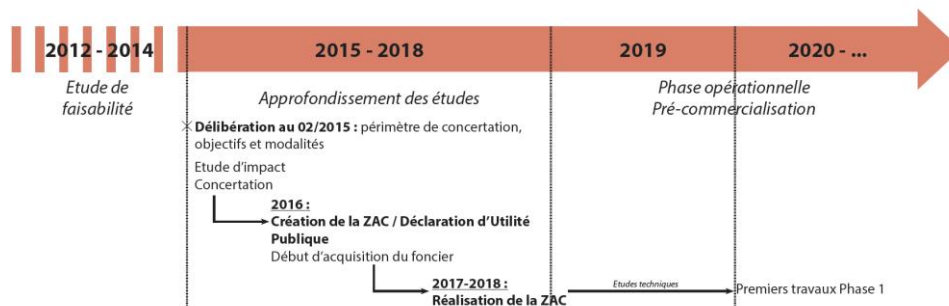 2012 - 2014
2015 - 2018
2019
2020 - ...
Etude de
faisabilité
Approfondissement des études
Phase opérationnelle
Pré-commercialisation
Délibération au 02/2015 : périmètre de concertation,
objectifs et modalités
Etude d'impact
Concertation
2016 :
Création de la ZAC / Déclaration d'Utilité
Publique
Début d'acquisition du foncier
2017-2018 :
Réalisation de la ZAC
Etudes techniques
Premiers travaux Phase 1